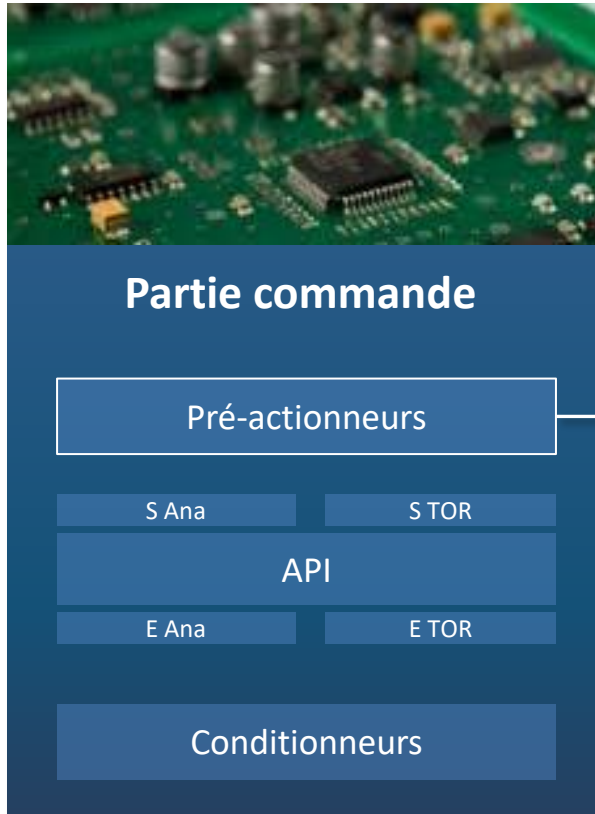 Partie commande
Pré-actionneurs
S Ana S TOR
API
E Ana E TOR
Conditionneurs